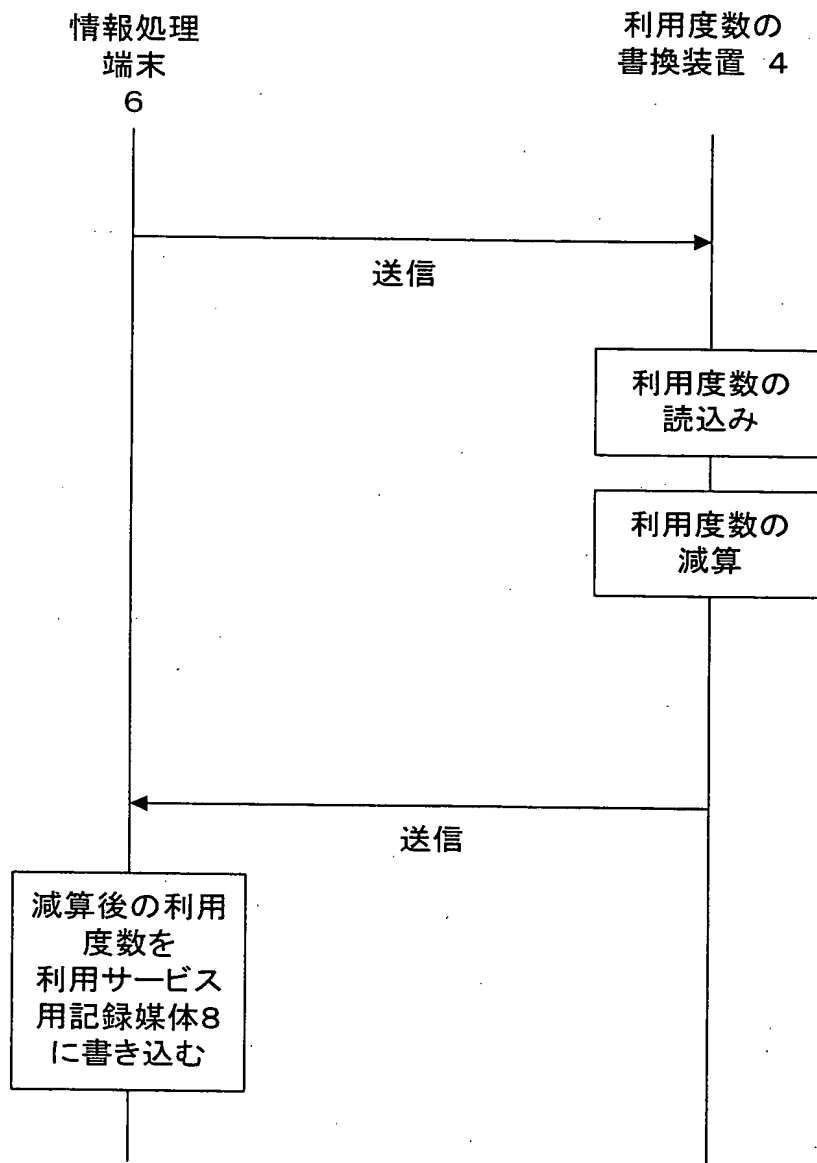 情報処理
端末
6
利用度数の
書換装置 4
送信
利用度数の
読込み
利用度数の
減算
送信
減算後の利用
度数を
利用サービス
用記録媒体8
に書き込む